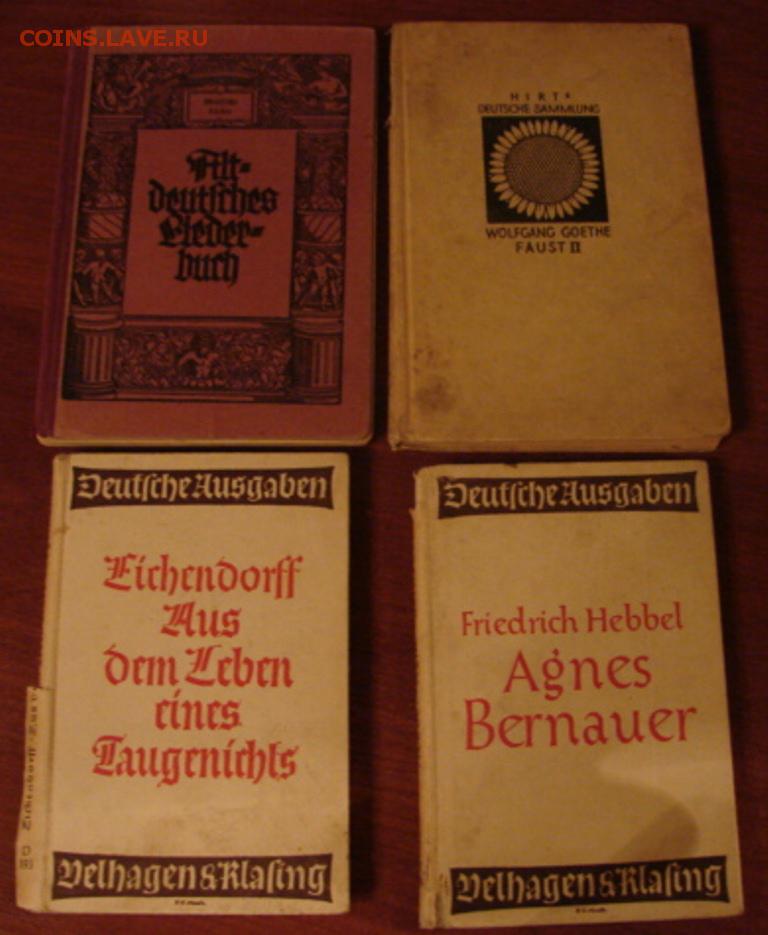 COINS.LAVE.RU
Alt-
deutsches
Lieder-
buch
HIRTS
DEUTSCHE SAMMLUNG
WOLFGANG GOETHE
FAUST II
Deutsche Ausgaben
Eichendorff
Aus
dem Leben
eines
Taugenichts
Velhagen & Klasing
D
Deutsche Ausgaben
Friedrich Hebbel
Agnes
Bernauer
Velhagen & Klasing